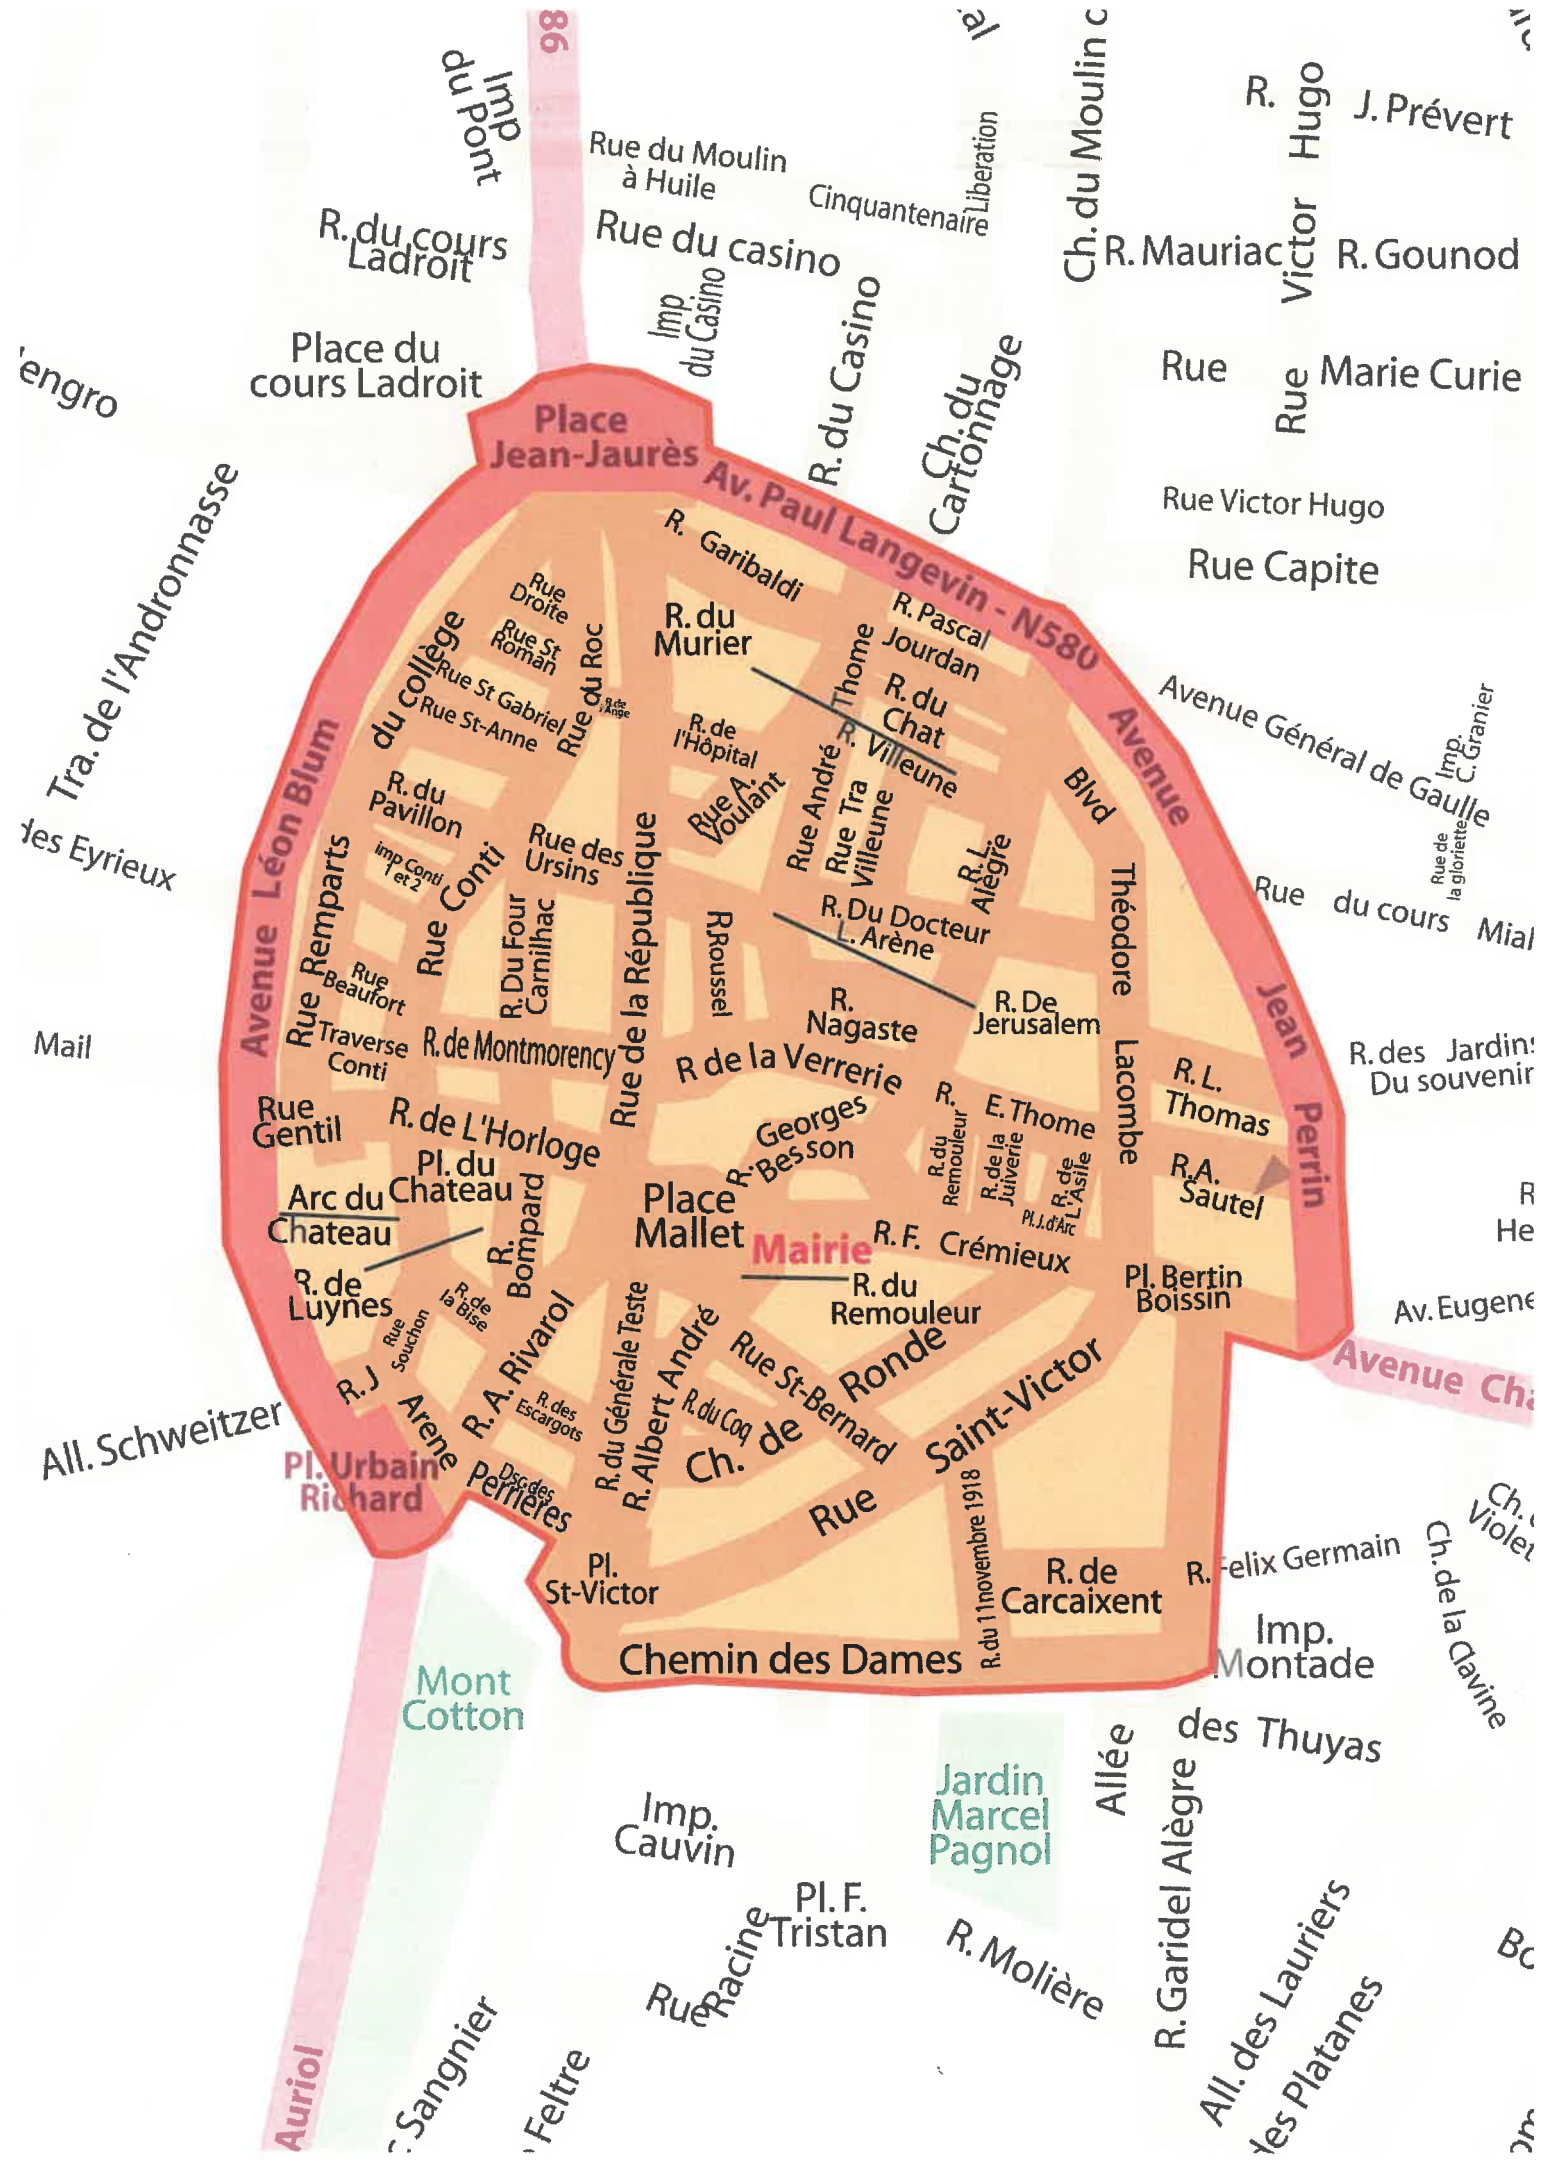 86
Imp
du Pont
Rue du Moulin
à Huile
Cinquantenaire
Liberation
Ch. du Moulin
R.
J. Prévert
Rue Victor Hugo
R. du cours
Ladroit
Rue du casino
R. Mauriac
R. Gounod
Imp.
du Casino
R. du Casino
Place du
cours Ladroit
Ch. du
Cartonnage
Rue
Marie Curie
Place
Jean-Jaurès
Av. Paul Langevin - N580
Rue Victor Hugo
Rue Capite
Tra. de l'Andronnasse
R. Garibaldi
Rue
Droite
R. du
Murier
R. Pascal
Jourdan
Rue St
Roman
du collège
Rue du Roc
Rue St Gabriel
Rue St-Anne
R. de
l'Ange
Thome
R. du
Chat
R. de
l'Hôpital
R. Villeune
Avenue Général de Gaulle
Imp.
C. Granier
Avenue Léon Blum
R. du
Pavillon
Rue A.
Voulant
Rue André
Rue Tra
Villeune
Blvd
Théodore
Lacombe
Avenue
Jean
Perrin
des Eyrieux
Rue Remparts
imp Conti
1 et 2
Rue Conti
Rue des
Ursins
R. L.
Alègre
Rue de
la gloriette
Rue du cours
R. Du Four
Carnilhac
Rue de la République
R.Roussel
R. Du Docteur
L. Arène
Rue
Beaufort
R.
Nagaste
R. De
Jerusalem
Mail
Traverse
Conti
R. de Montmorency
R de la Verrerie
R. des Jardins
Du souvenir
R. L.
Thomas
Rue
Gentil
R. de L'Horloge
Georges
R. Besson
R.
E. Thome
R. du
Remouleur
R. de la
Juiverie
R. de
L'Asile
Pl. J. d'Arc
R.A.
Sautel
Pl. du
Chateau
Arc du
Chateau
Place
Mallet
Mairie
R. F. Crémieux
R.
Bompard
R. de
Luynes
R. de
la Bise
R. du
Remouleur
Pl. Bertin
Boissin
Av. Eugene
Rue
Souchon
R. A. Rivarol
R. du Générale Teste
R. Albert André
Rue St-Bernard
Ch. de Ronde
Rue Saint-Victor
Avenue
R. J
Arene
R. des
Escargots
R. du Coq
All. Schweitzer
Pl. Urbain
Richard
Dsc. des
Perrières
R. du 11novembre 1918
Pl.
St-Victor
R. de
Carcaixent
R. Felix Germain
Ch. de la Clavine
Chemin des Dames
Imp.
Montade
Mont
Cotton
Allée
des Thuyas
Jardin
Marcel
Pagnol
Imp.
Cauvin
R. Garidel Alègre
Pl. F.
Tristan
Rue Racine
R. Molière
All. des Lauriers
des Platanes
Auriol
Sangnier
Feltre